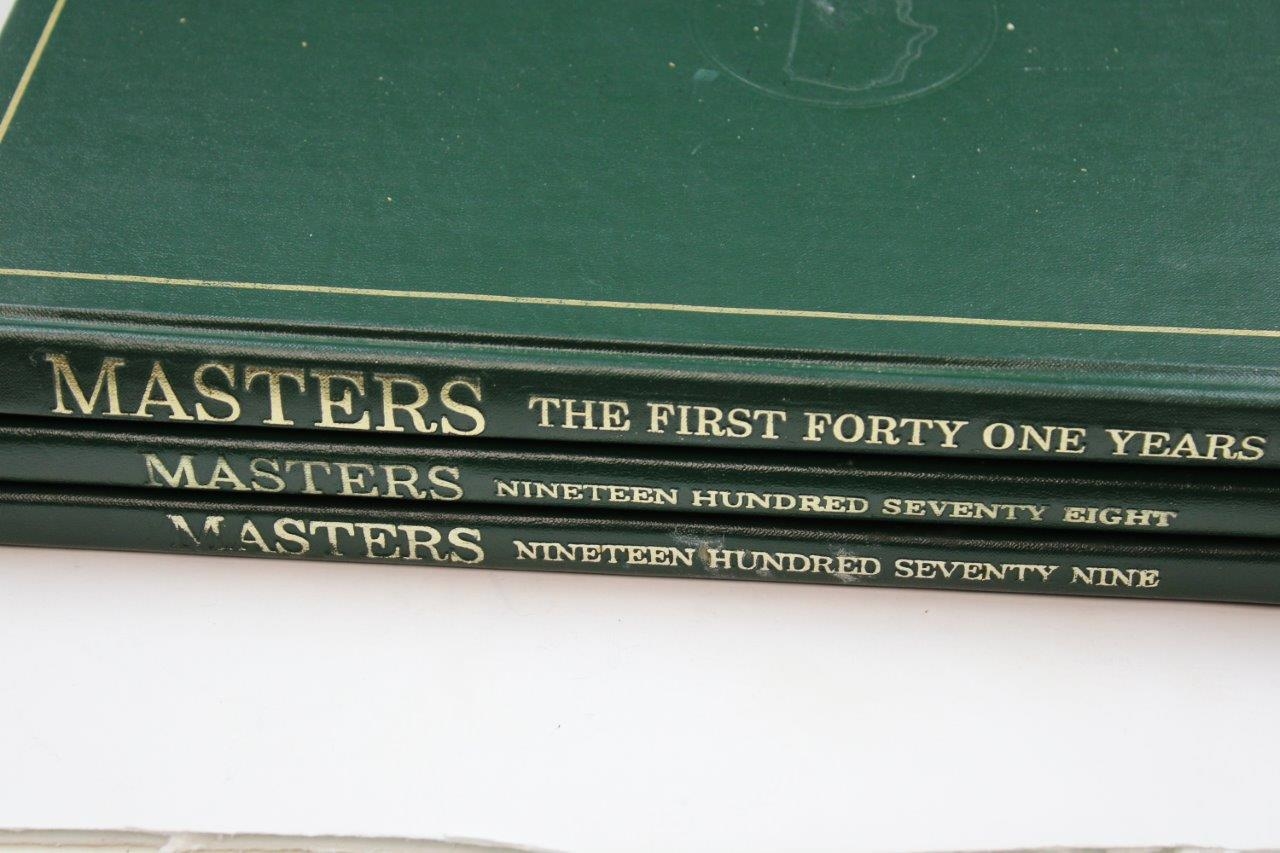 MASTERS THE FIRST FORTY ONE YEARS
MASTERS NINETEEN HUNDRED SEVENTY EIGHT
MASTERS NINETEEN HUNDRED SEVENTY NINE